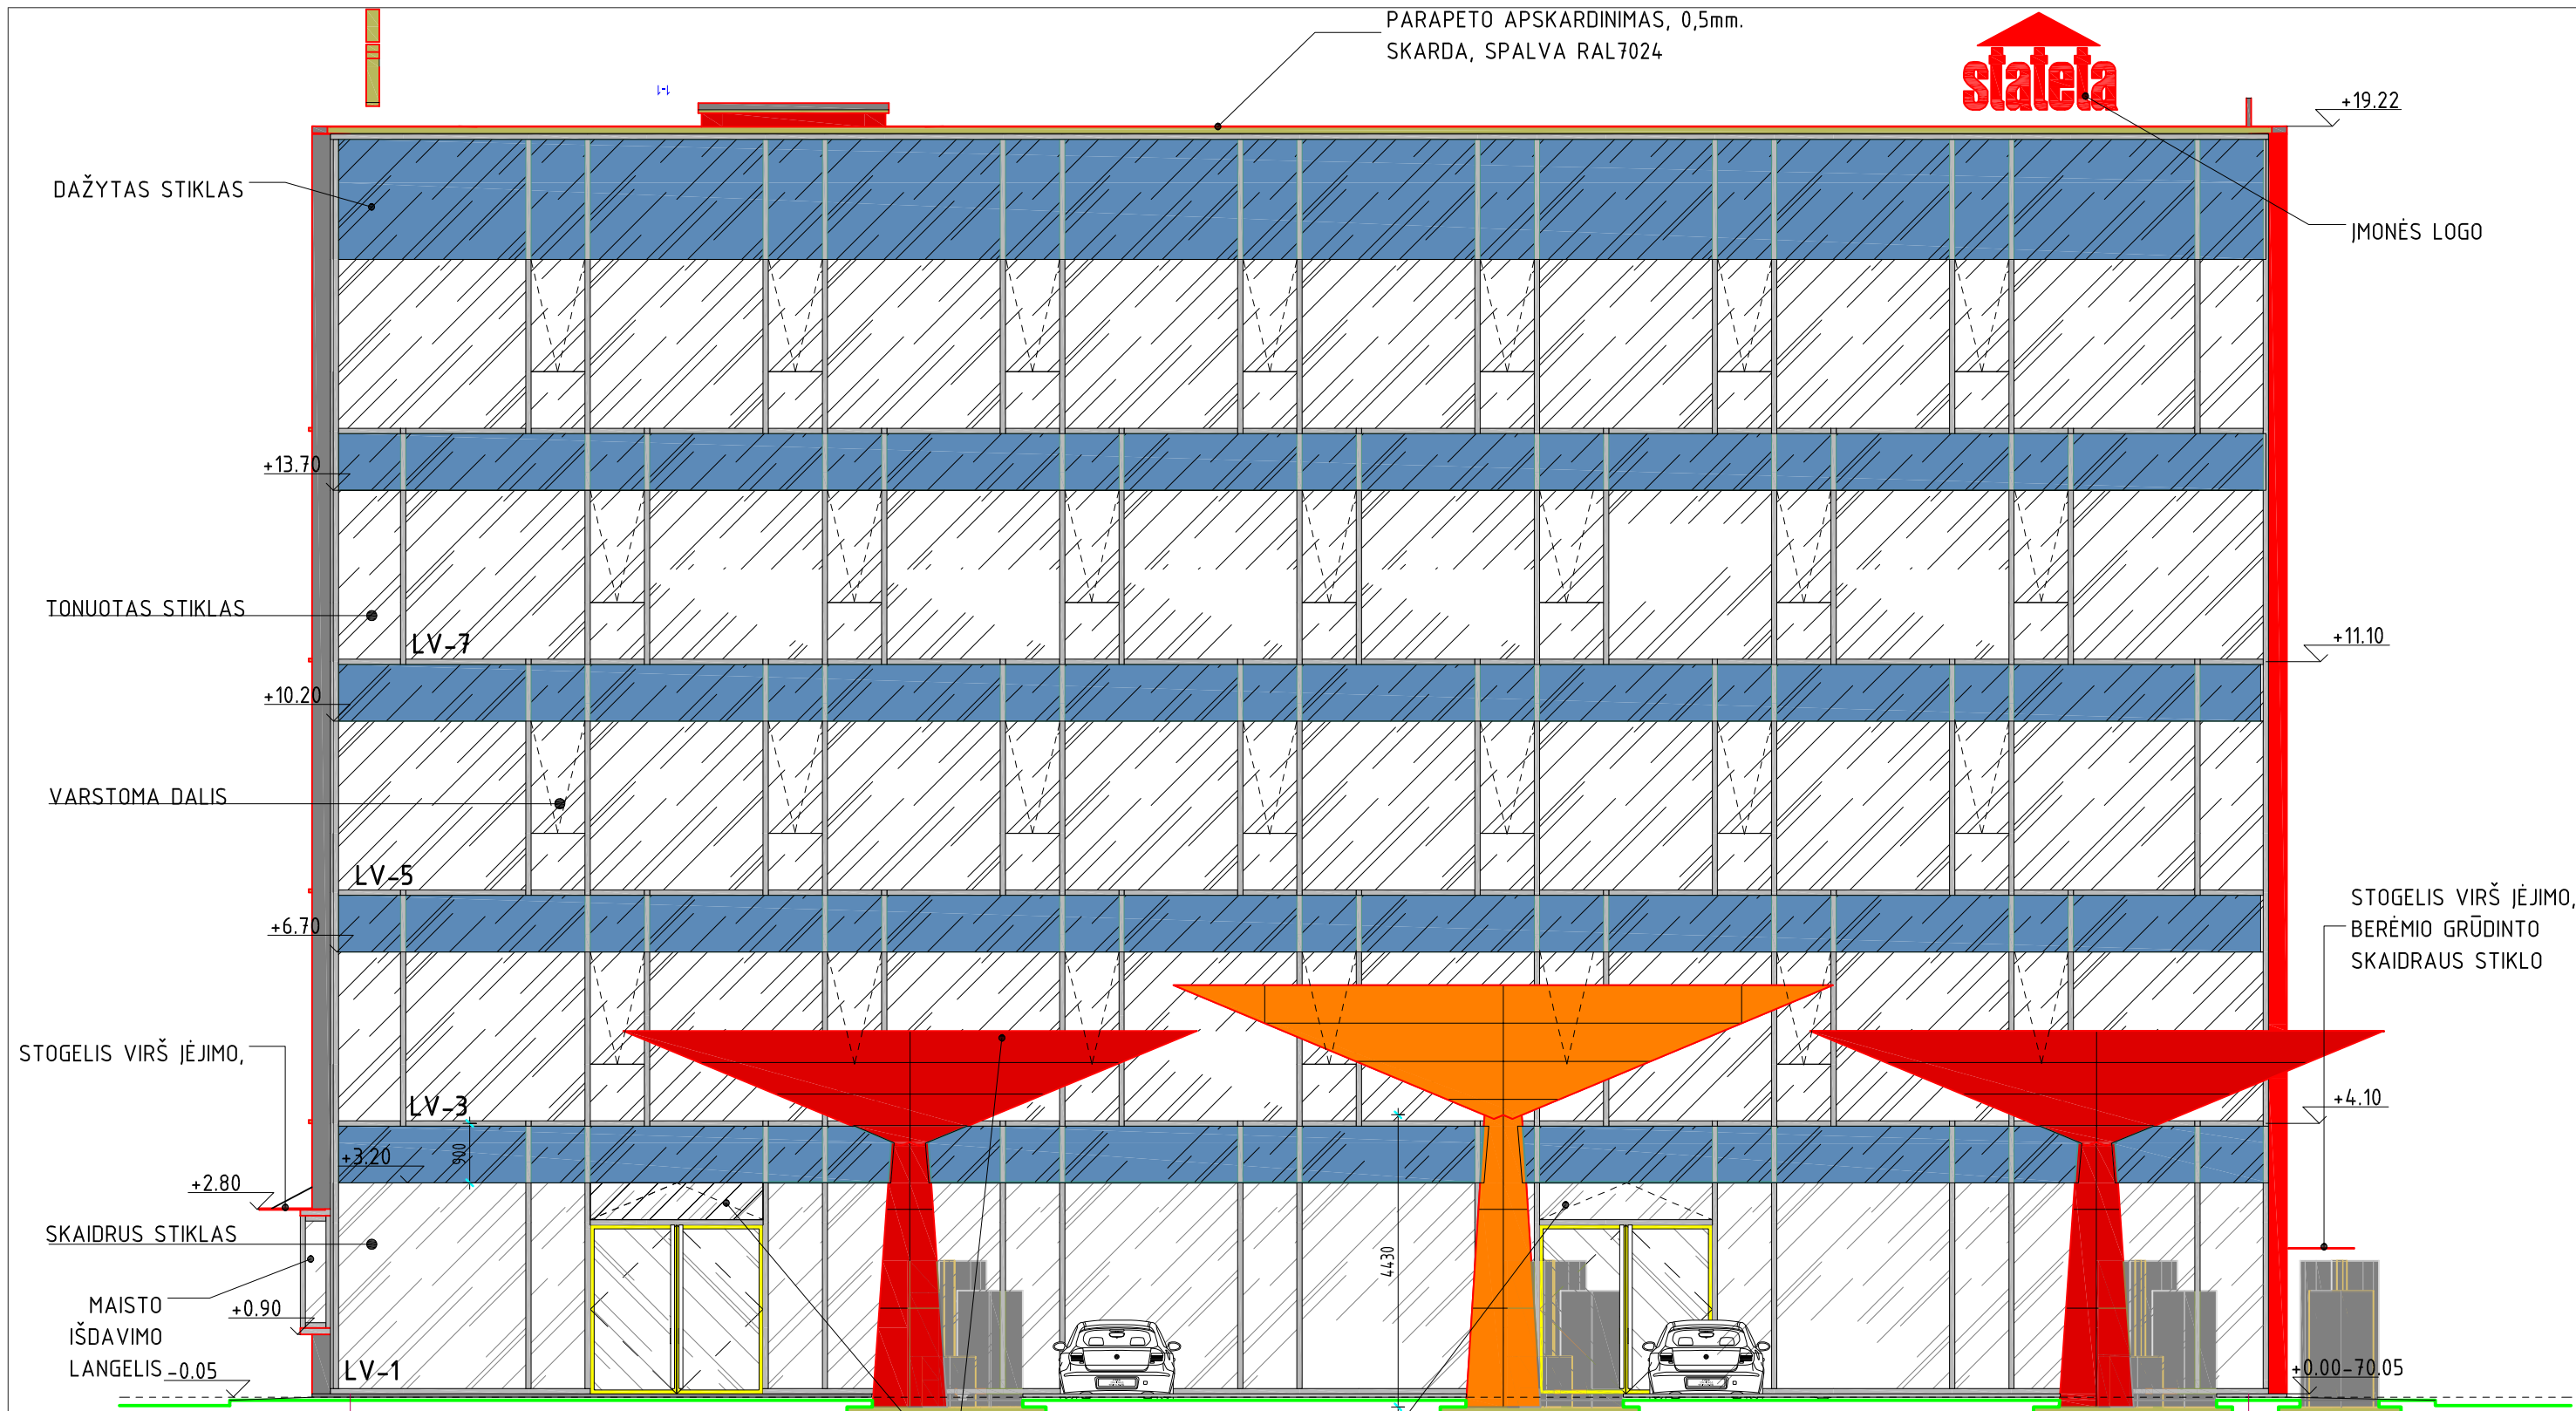 PARAPETO APSKARDINIMAS, 0,5mm.
SKARDA, SPALVA RAL7024
stateta
1-1
+19.22
DAŽYTAS STIKLAS
ĮMONĖS LOGO
+13.70
TONUOTAS STIKLAS
LV-7
+11.10
+10.20
VARSTOMA DALIS
LV-5
+6.70
STOGELIS VIRŠ ĮĖJIMO,
BERĖMIO GRŪDINTO
SKAIDRAUS STIKLO
STOGELIS VIRŠ ĮĖJIMO,
LV-3
+4.10
900
+3.20
+2.80
SKAIDRUS STIKLAS
4430
MAISTO
IŠDAVIMO
LANGELIS
+0.90
-0.05
LV-1
+0.00-70.05